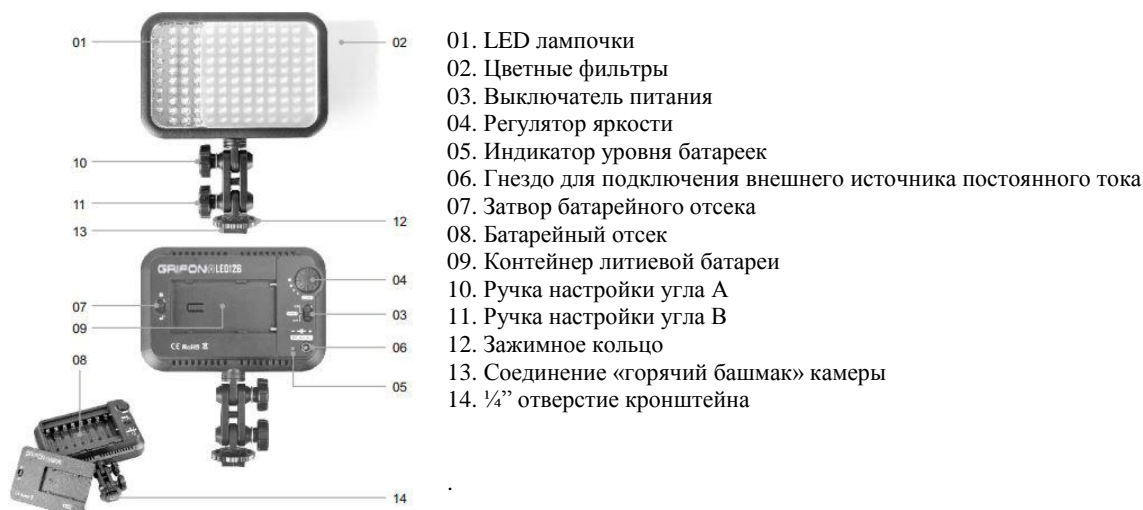 01
02
10
11
12
13
GRIFON LED126
04
07
03
09
CE RoHS
06
08
05
14
01. LED лампочки
02. Цветные фильтры
03. Выключатель питания
04. Регулятор яркости
05. Индикатор уровня батареек
06. Гнездо для подключения внешнего источника постоянного тока
07. Затвор батарейного отсека
08. Батарейный отсек
09. Контейнер литиевой батареи
10. Ручка настройки угла А
11. Ручка настройки угла В
12. Зажимное кольцо
13. Соединение «горячий башмак» камеры
14. ¼” отверстие кронштейна
.